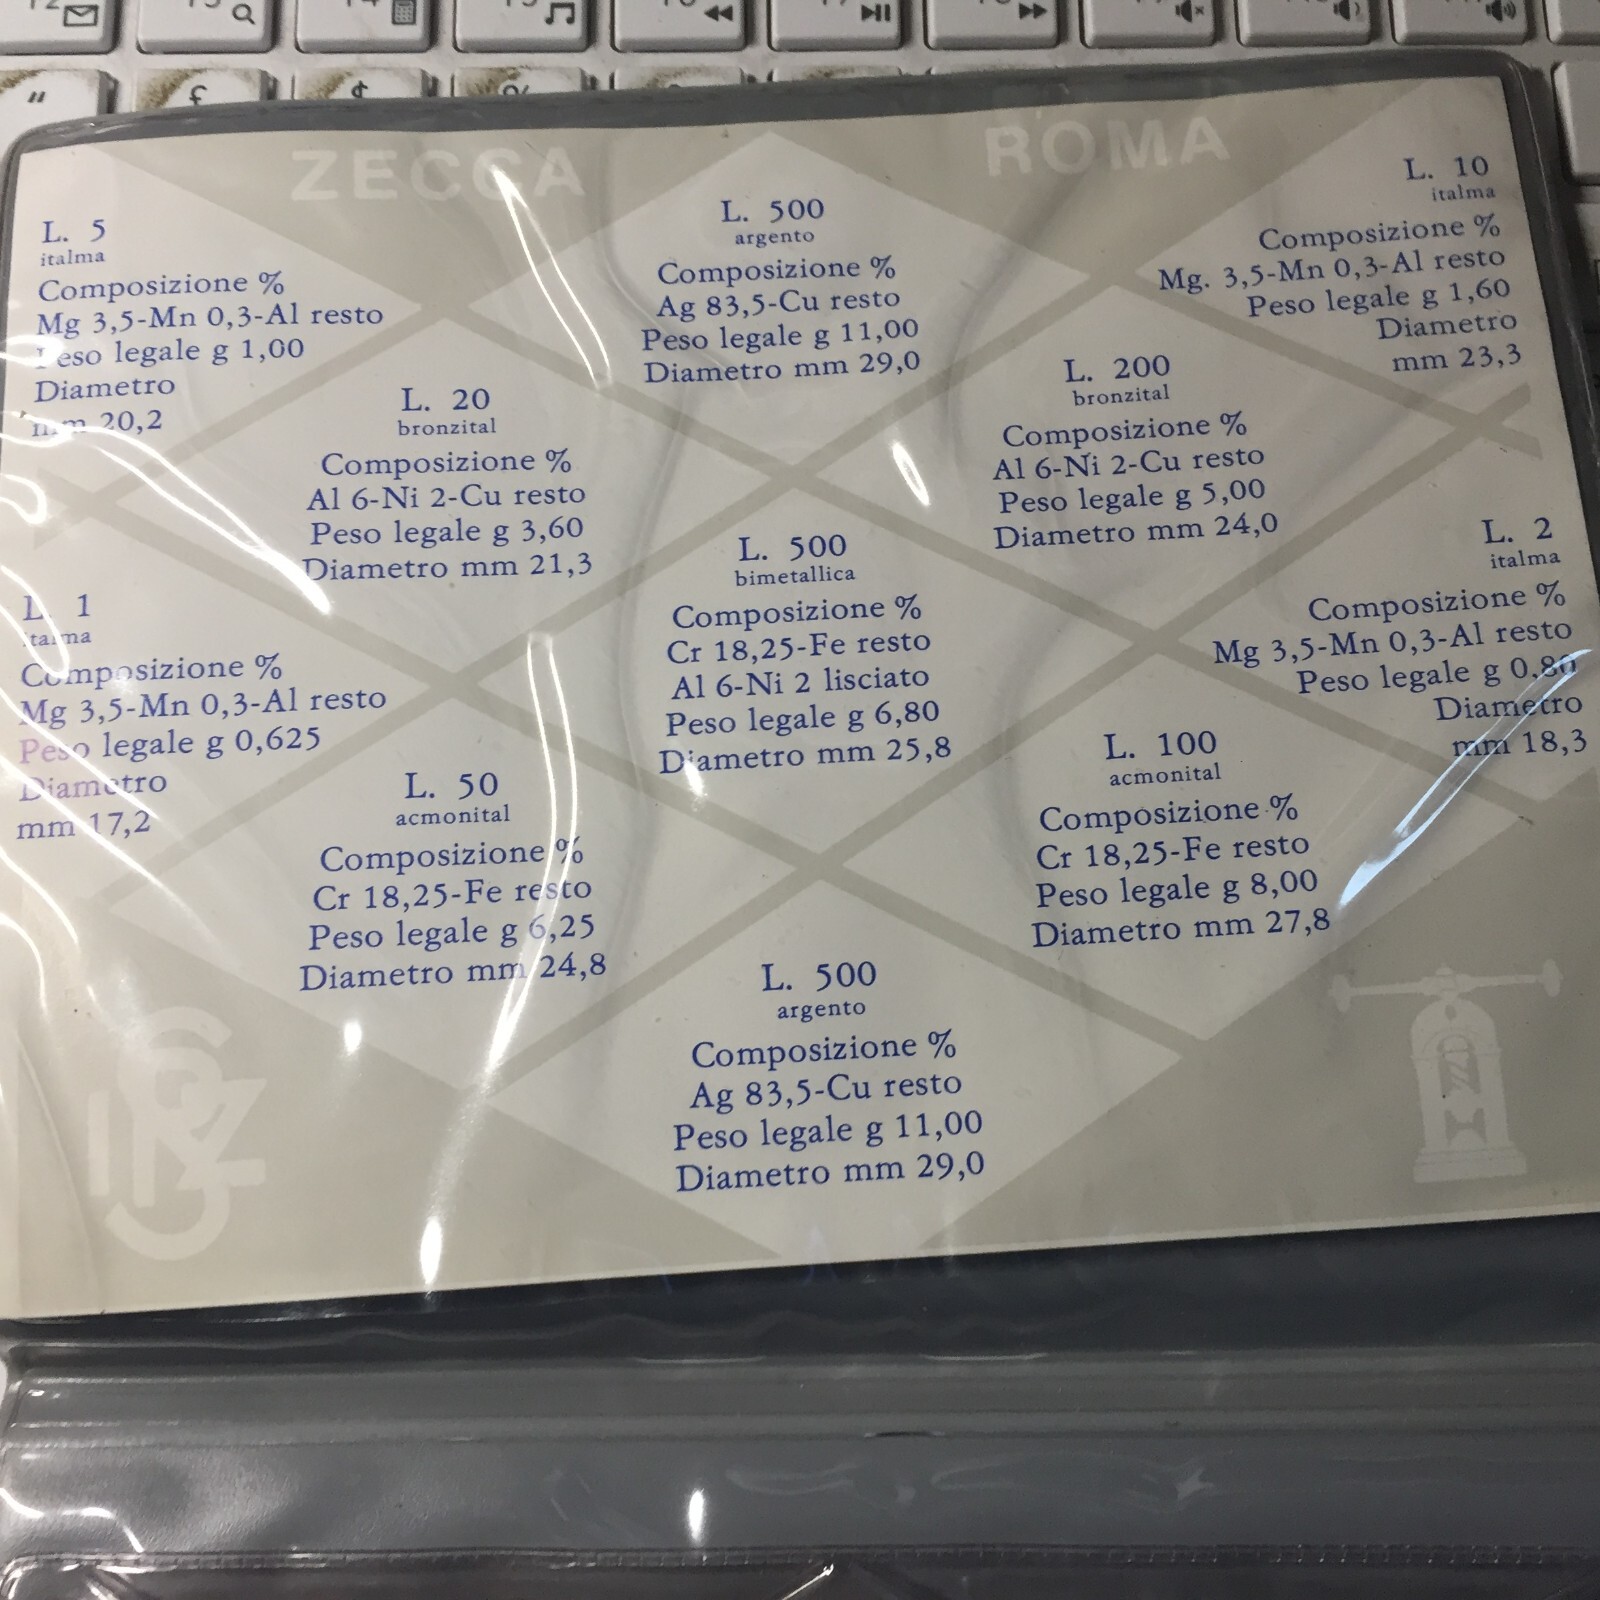 ZECCA
ROMA
L. 5
italma
Composizione %
Mg 3,5-Mn 0,3-Al resto
Peso legale g 1,00
Diametro
mm 20,2
L. 500
argento
Composizione %
Ag 83,5-Cu resto
Peso legale g 11,00
Diametro mm 29,0
L. 10
italma
Composizione %
Mg. 3,5-Mn 0,3-Al resto
Peso legale g 1,60
Diametro
mm 23,3
L. 20
bronzital
Composizione %
Al 6-Ni 2-Cu resto
Peso legale g 3,60
Diametro mm 21,3
L. 200
bronzital
Composizione %
Al 6-Ni 2-Cu resto
Peso legale g 5,00
Diametro mm 24,0
L. 1
italma
Composizione %
Mg 3,5-Mn 0,3-Al resto
Peso legale g 0,625
Diametro
mm 17,2
L. 500
bimetallica
Composizione %
Cr 18,25-Fe resto
Al 6-Ni 2 lisciato
Peso legale g 6,80
Diametro mm 25,8
L. 2
italma
Composizione %
Mg 3,5-Mn 0,3-Al resto
Peso legale g 0,80
Diametro
mm 18,3
L. 50
acmonital
Composizione %
Cr 18,25-Fe resto
Peso legale g 6,25
Diametro mm 24,8
L. 100
acmonital
Composizione %
Cr 18,25-Fe resto
Peso legale g 8,00
Diametro mm 27,8
L. 500
argento
Composizione %
Ag 83,5-Cu resto
Peso legale g 11,00
Diametro mm 29,0